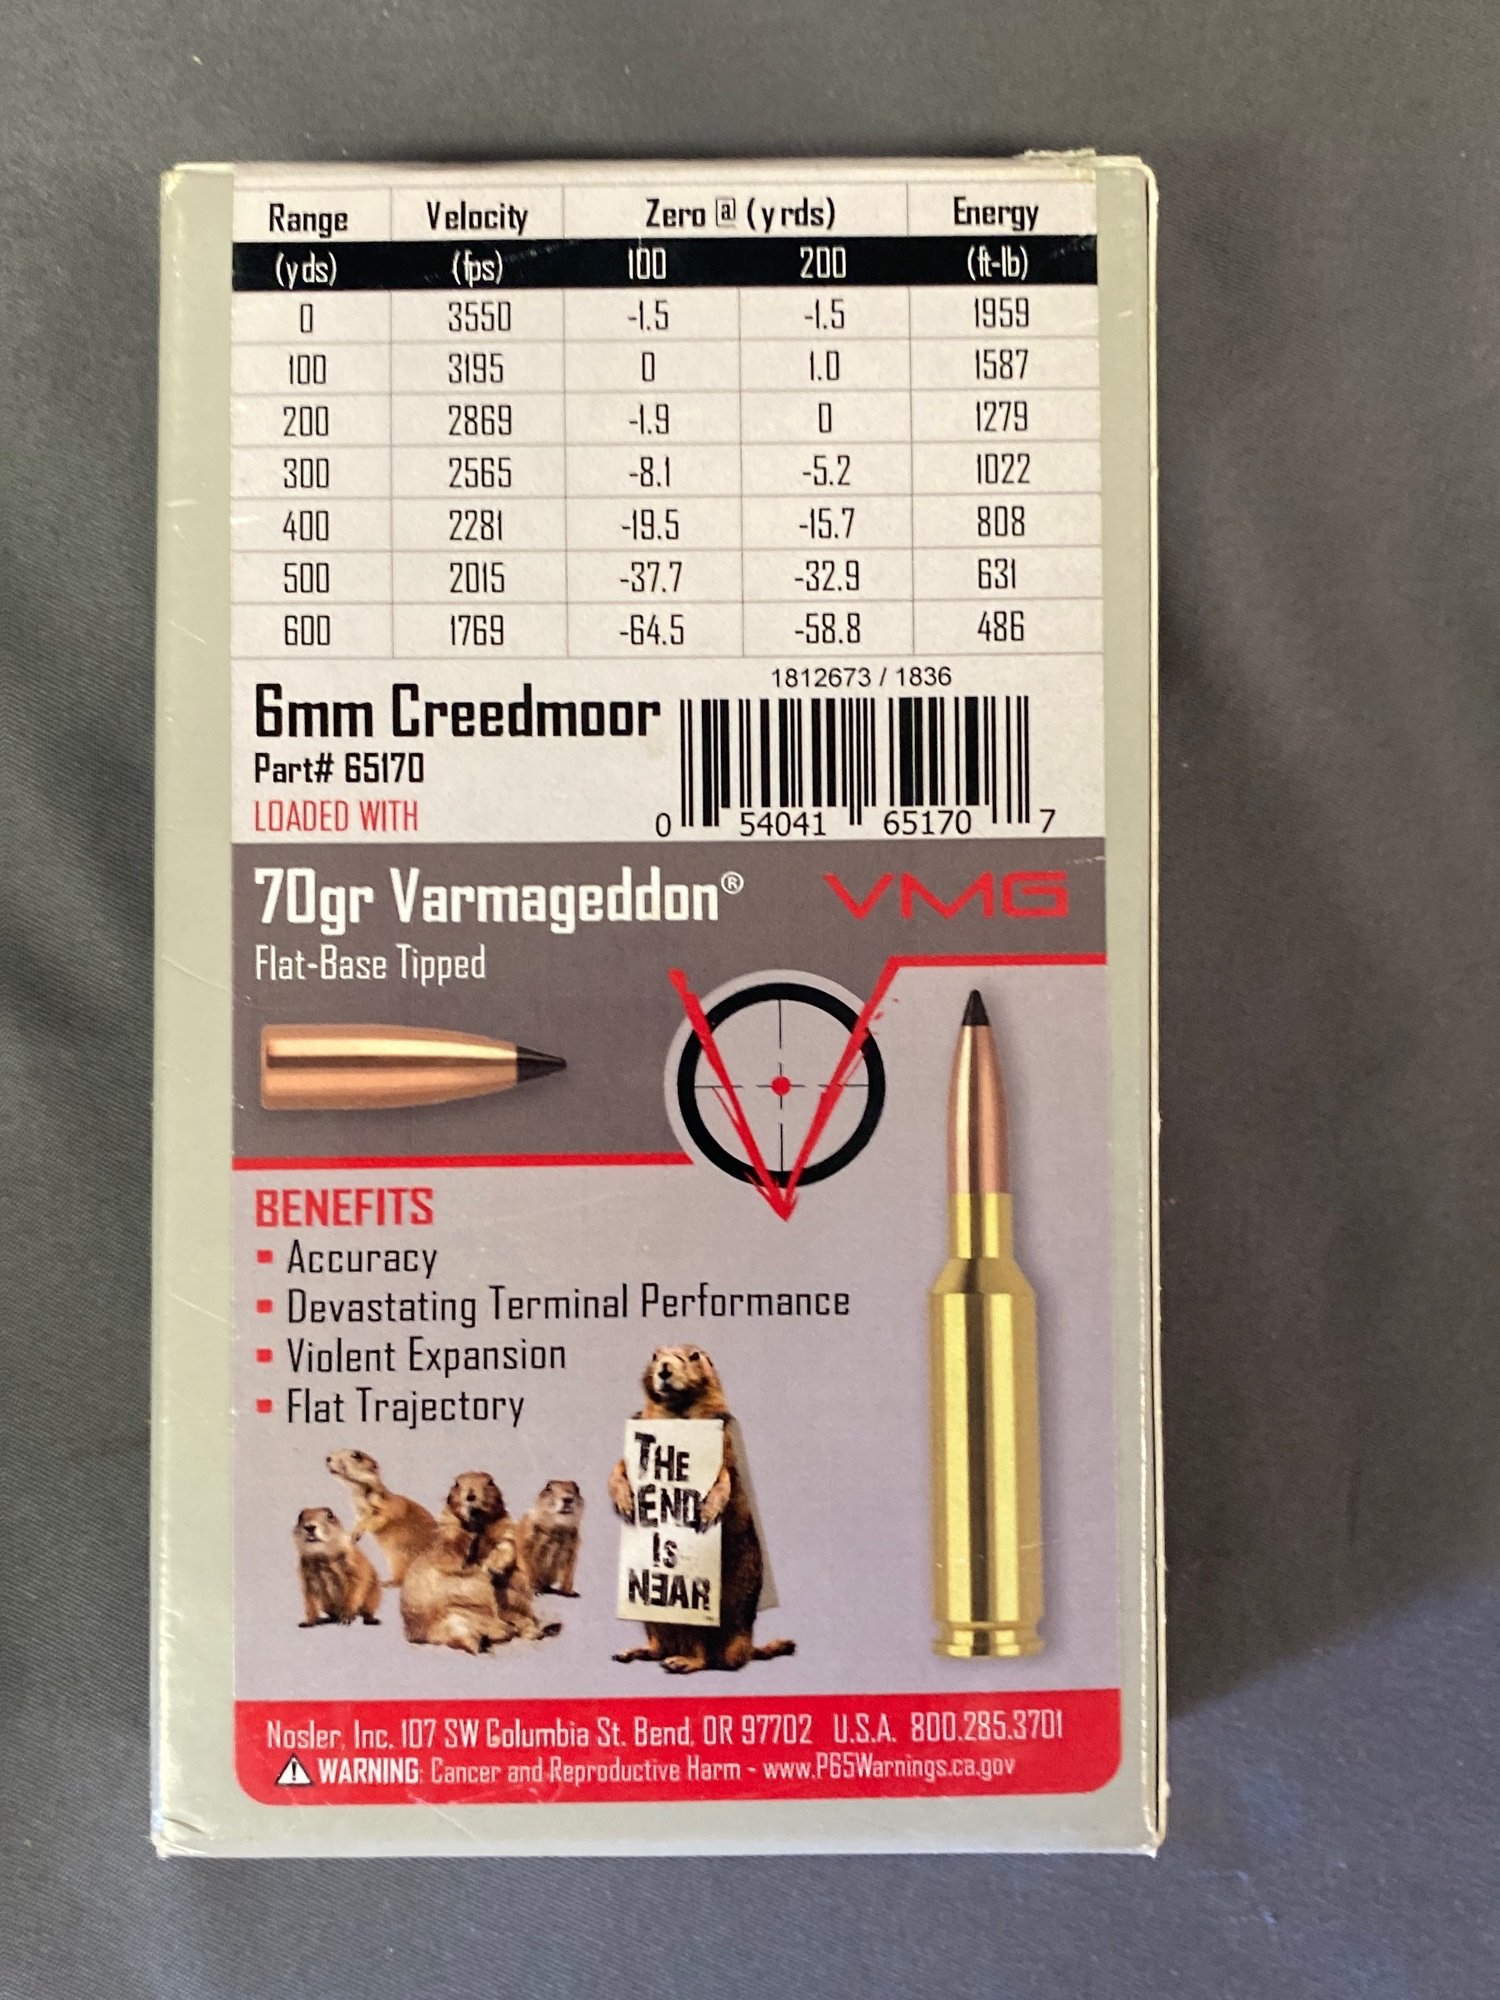 Range Velocity Zero @ (yrds) Energy
(yds) (fps) 100 200 (ft-lb)
0 3550 -1.5 -1.5 1959
100 3195 0 1.0 1587
200 2869 -1.9 0 1279
300 2565 -8.1 -5.2 1022
400 2281 -19.5 -15.7 808
500 2015 -37.7 -32.9 631
600 1769 -64.5 -58.8 486
1812673 / 1836
6mm Creedmoor
Part# 65170
LOADED WITH
0 54041 65170 7
70gr Varmageddon®
VMG
Flat-Base Tipped
BENEFITS
▪ Accuracy
▪ Devastating Terminal Performance
▪ Violent Expansion
▪ Flat Trajectory
THE
END
IS
NEAR
Nosler, Inc. 107 SW Columbia St. Bend, OR 97702 U.S.A. 800.285.3701
WARNING: Cancer and Reproductive Harm - www.P65Warnings.ca.gov